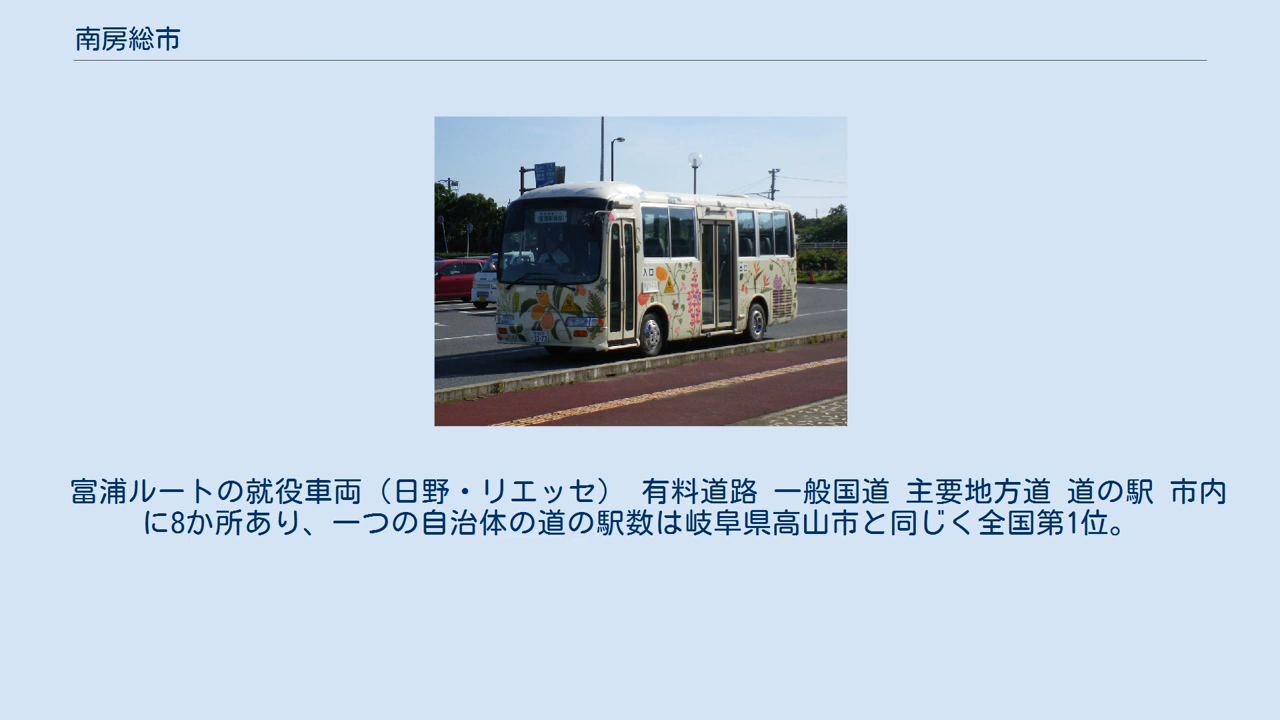 南房総市
入口
富浦ルートの就役車両（日野・リエッセ） 有料道路 一般国道 主要地方道 道の駅 市内
に8か所あり、一つの自治体の道の駅数は岐阜県高山市と同じく全国第1位。